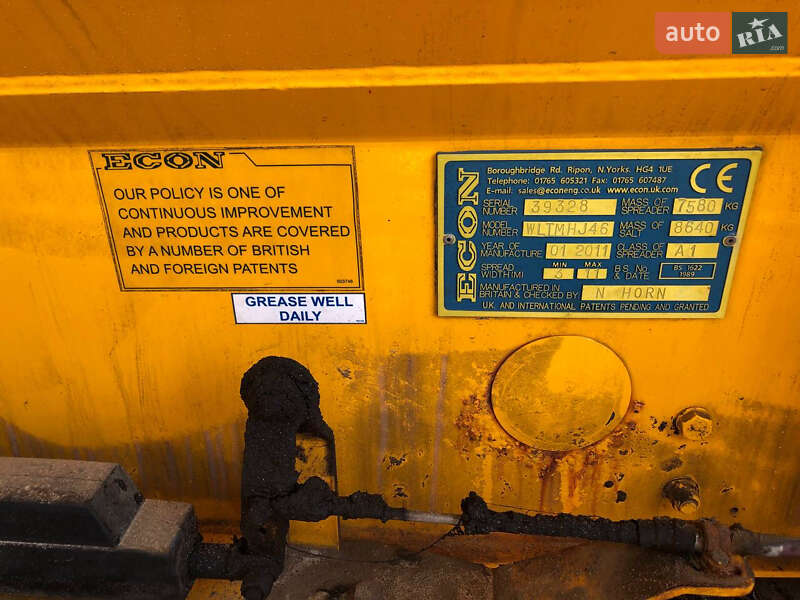 auto RIA .com
ECON
OUR POLICY IS ONE OF
CONTINUOUS IMPROVEMENT
AND PRODUCTS ARE COVERED
BY A NUMBER OF BRITISH
AND FOREIGN PATENTS
GREASE WELL
DAILY
ECON
Boroughbridge Rd. Ripon, N.Yorks. HG4 1UE
Telephone: 01765 605321 Fax: 01765 607487
E-mail: sales@econeng.co.uk www.econ.uk.com
CE
SERIAL NUMBER 39328 MASS OF SPREADER 7580 KG
MODEL NUMBER WLTMHJ46 MASS OF SALT 8640 KG
YEAR OF MANUFACTURE 01 2011 CLASS OF SPREADER A1
SPREAD WIDTH(M) MIN 3 MAX 11 B.S. No & DATE BS 1622 1989
MANUFACTURED IN BRITAIN & CHECKED BY N HORN
U.K. AND INTERNATIONAL PATENTS PENDING AND GRANTED